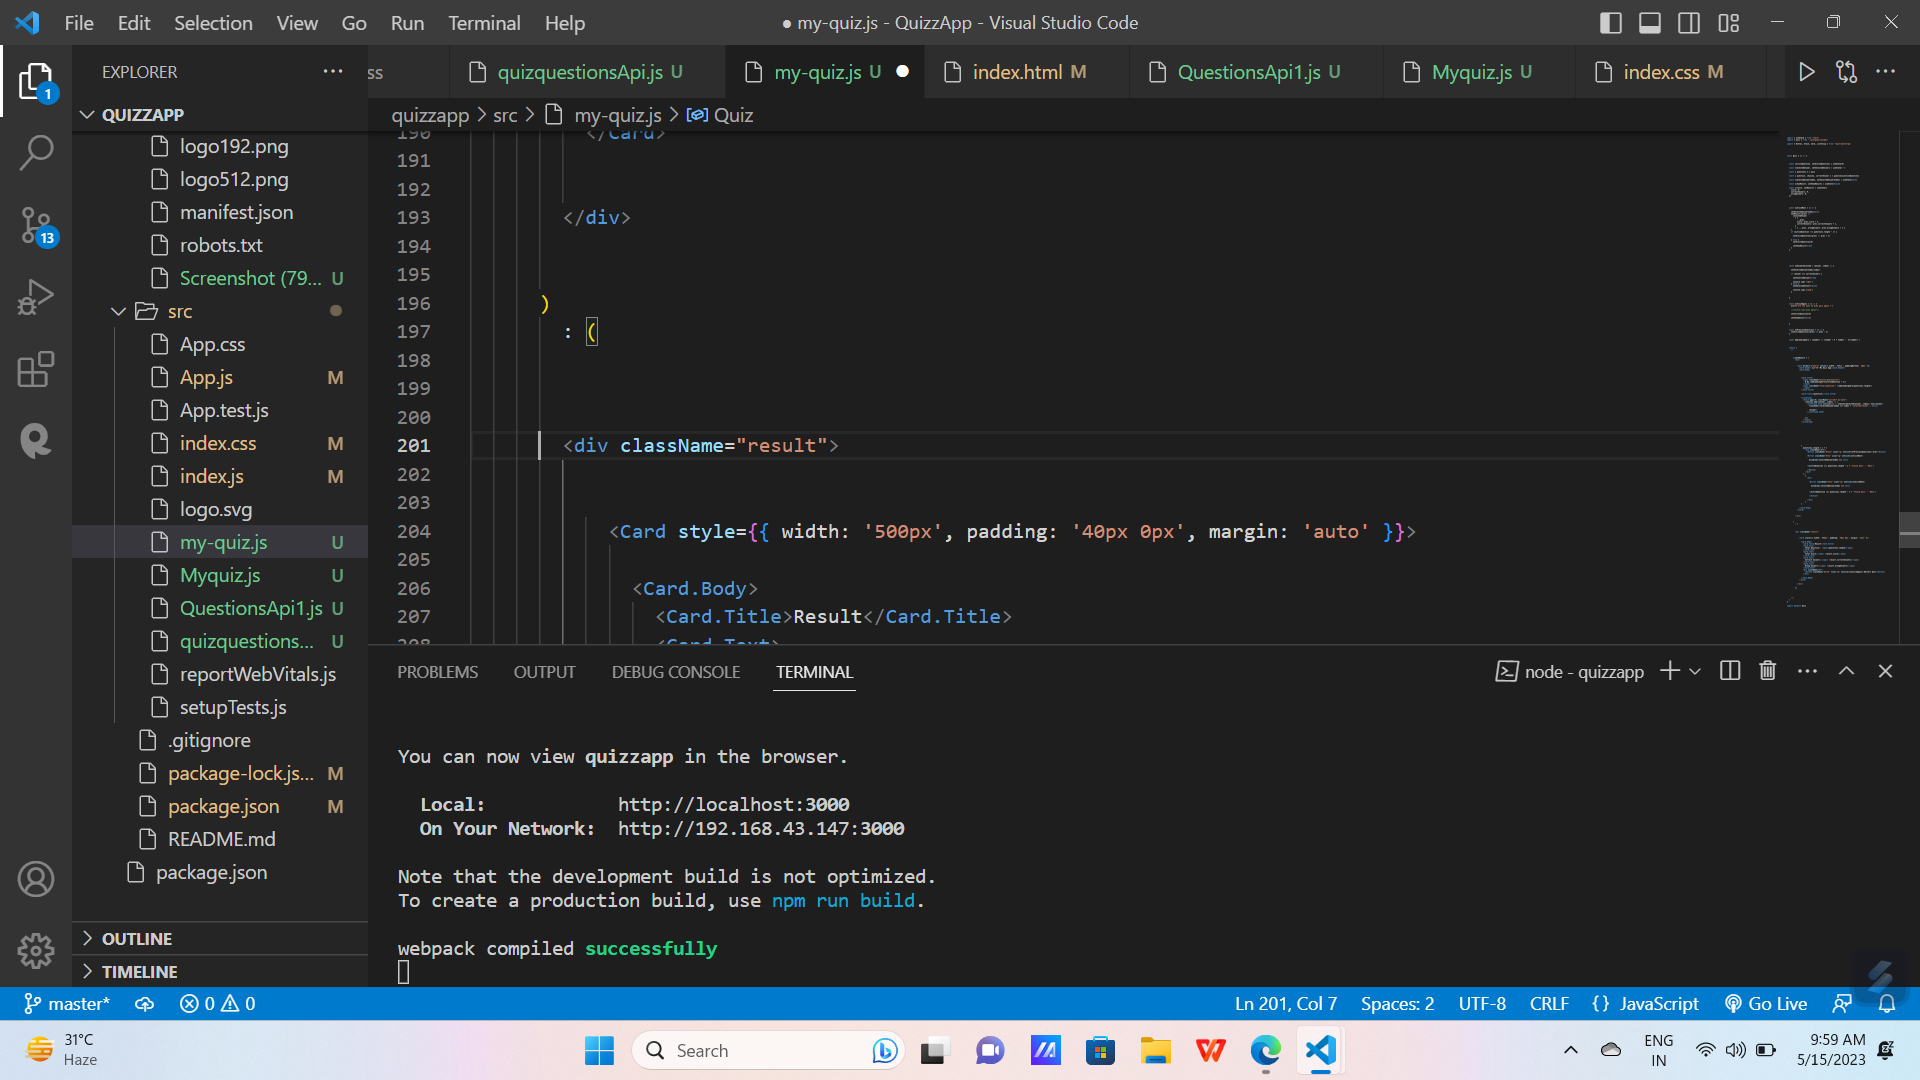 File Edit Selection View Go Run Terminal Help
● my-quiz.js - QuizzApp - Visual Studio Code
EXPLORER
ss
quizquestionsApi.js U
my-quiz.js U
index.html M
QuestionsApi1.js U
Myquiz.js U
index.css M
1
13
QUIZZAPP
logo192.png
logo512.png
manifest.json
robots.txt
Screenshot (79... U
src
App.css
App.js M
App.test.js
index.css M
index.js M
logo.svg
my-quiz.js U
Myquiz.js U
QuestionsApi1.js U
quizquestions... U
reportWebVitals.js
setupTests.js
.gitignore
package-lock.js... M
package.json M
README.md
package.json
OUTLINE
TIMELINE
quizzapp > src > my-quiz.js > Quiz
190 </Card>
191
192
193 </div>
194
195
196 )
197 : (
198
199
200
201 <div className="result">
202
203
204 <Card style={{ width: '500px', padding: '40px 0px', margin: 'auto' }}>
205
206 <Card.Body>
207 <Card.Title>Result</Card.Title>
208 <Card.Text>
PROBLEMS OUTPUT DEBUG CONSOLE TERMINAL
node - quizzapp
You can now view quizzapp in the browser.
Local: http://localhost:3000
On Your Network: http://192.168.43.147:3000
Note that the development build is not optimized.
To create a production build, use npm run build.
webpack compiled successfully
master* 0 0
Ln 201, Col 7 Spaces: 2 UTF-8 CRLF {} JavaScript Go Live
31°C
Haze
Search
ENG
IN
9:59 AM
5/15/2023